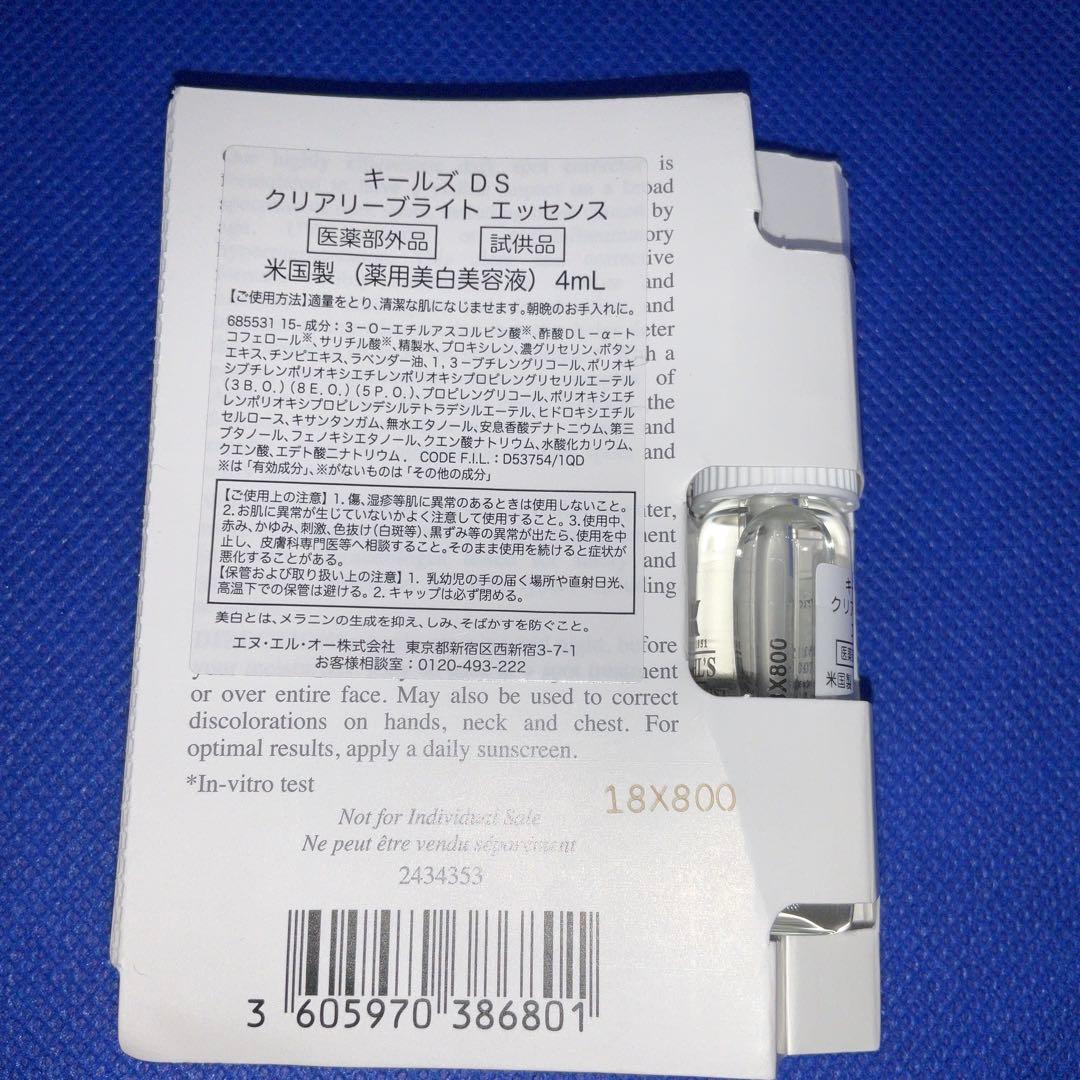 キールズ DS
クリアリーブライト エッセンス
医薬部外品 試供品
米国製 (薬用美白美容液) 4mL
【ご使用方法】適量をとり、清潔な肌になじませます。朝晩のお手入れに。
685531 15- 成分：3-O-エチルアスコルビン酸※、酢酸DL-α-ト
コフェロール※、サリチル酸※、精製水、プロキシレン、濃グリセリン、ボタン
エキス、チンピエキス、ラベンダー油、1,3-ブチレングリコール、ポリオキ
シブチレンポリオキシエチレンポリオキシプロピレングリセリルエーテル
(3B.O.)(8E.O.)(5P.O.)、プロピレングリコール、ポリオキシエチ
レンポリオキシプロピレンデシルテトラデシルエーテル、ヒドロキシエチル
セルロース、キサンタンガム、無水エタノール、安息香酸デナトニウム、第三
ブタノール、フェノキシエタノール、クエン酸ナトリウム、水酸化カリウム、
クエン酸、エデト酸二ナトリウム． CODE F.I.L.：D53754/1QD
※は「有効成分」、※がないものは「その他の成分」
【ご使用上の注意】1. 傷、湿疹等肌に異常のあるときは使用しないこと。
2. お肌に異常が生じていないかよく注意して使用すること。3. 使用中、
赤み、かゆみ、刺激、色抜け(白斑等)、黒ずみ等の異常が出たら、使用を中
止し、皮膚科専門医等へ相談すること。そのまま使用を続けると症状が
悪化することがある。
【保管および取り扱い上の注意】1. 乳幼児の手の届く場所や直射日光、
高温下での保管は避ける。2. キャップは必ず閉める。
美白とは、メラニンの生成を抑え、しみ、そばかすを防ぐこと。
エヌ・エル・オー株式会社 東京都新宿区西新宿3-7-1
お客様相談室：0120-493-222
is
by
and
and
a
of
the
and
and
and
or over entire face. May also be used to correct
discolorations on hands, neck and chest. For
optimal results, apply a daily sunscreen.
*In-vitro test
18X800
Not for Individual Sale
Ne peut être vendu séparément
2434353
3 605970 386801
X800
米国製